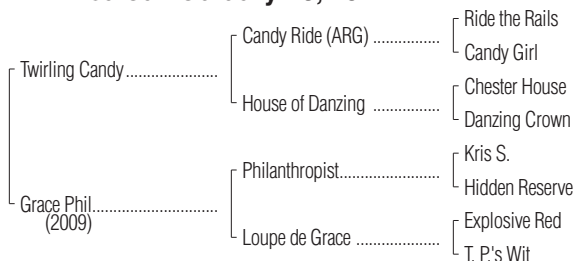 Ride the Rails
Candy Ride (ARG) ................
Candy Girl
Twirling Candy......................
Chester House
House of Danzing ................
Danzing Crown
Kris S.
Philanthropist........................
Hidden Reserve
Grace Phil..............................
(2009)
Explosive Red
Loupe de Grace ....................
T. P.'s Wit